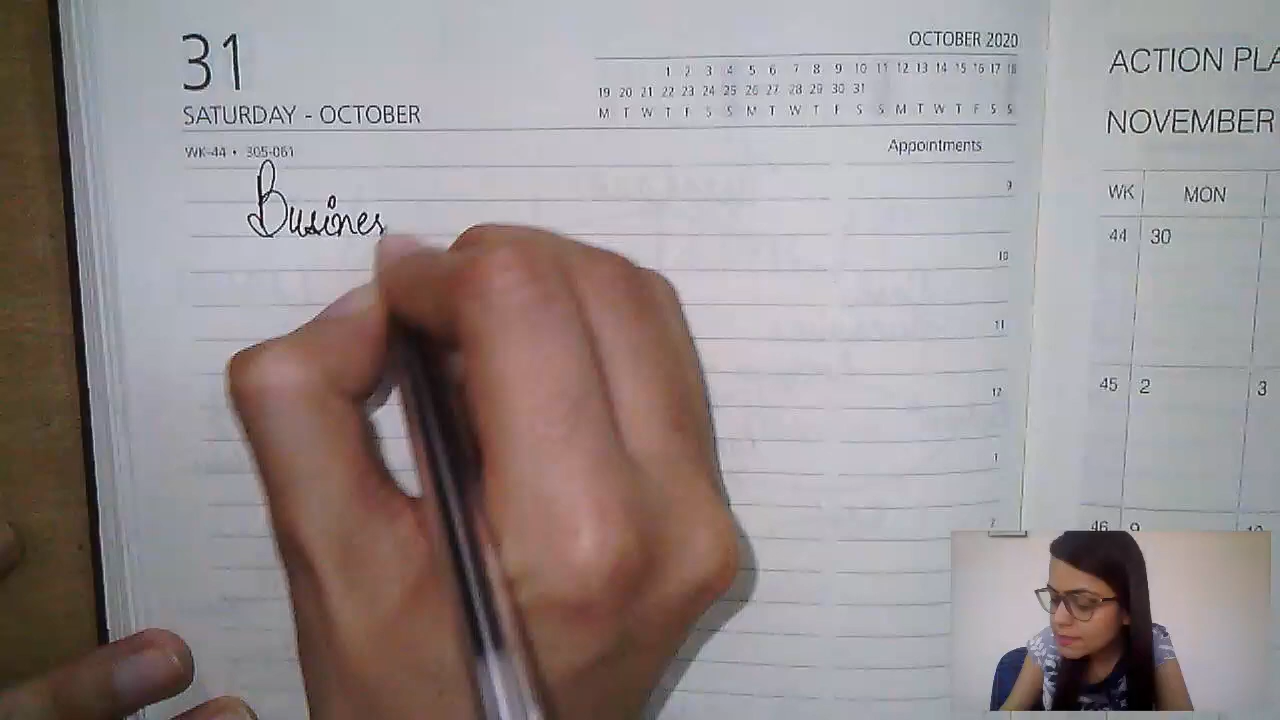 31
SATURDAY - OCTOBER
OCTOBER 2020
1 2 3 4 5 6 7 8 9 10 11 12 13 14 15 16 17 18
19 20 21 22 23 24 25 26 27 28 29 30 31
M T W T F S S M T W T F S S M T W T F S S
WK-44 • 305-061
Appointments
Busines
9
10
11
12
1
ACTION PLA
NOVEMBER
WK MON
44 30
45 2 3
46 9